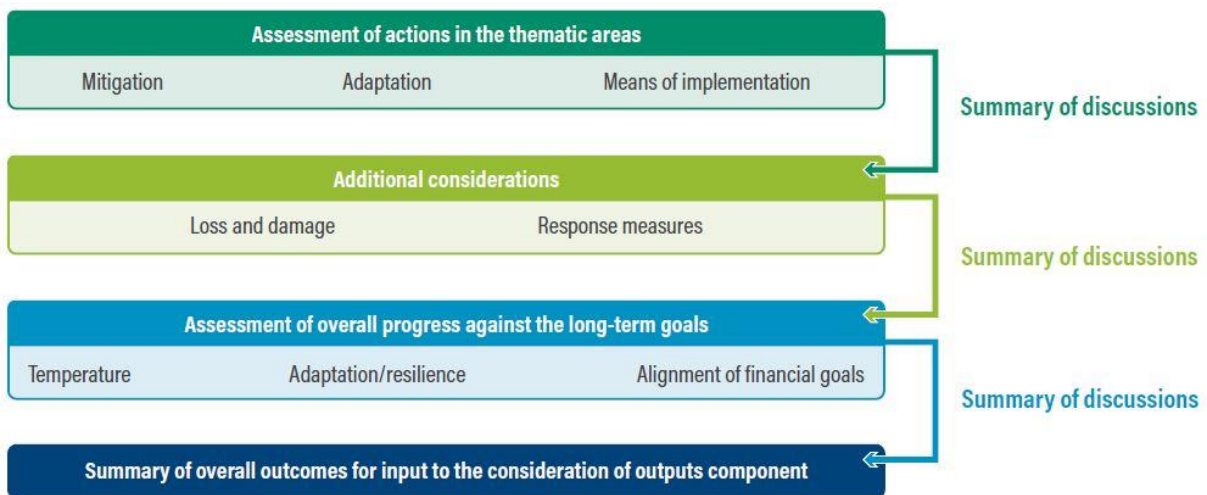 Assessment of actions in the thematic areas
Mitigation Adaptation Means of implementation
Summary of discussions
Additional considerations
Loss and damage Response measures
Summary of discussions
Assessment of overall progress against the long-term goals
Temperature Adaptation/resilience Alignment of financial goals
Summary of discussions
Summary of overall outcomes for input to the consideration of outputs component